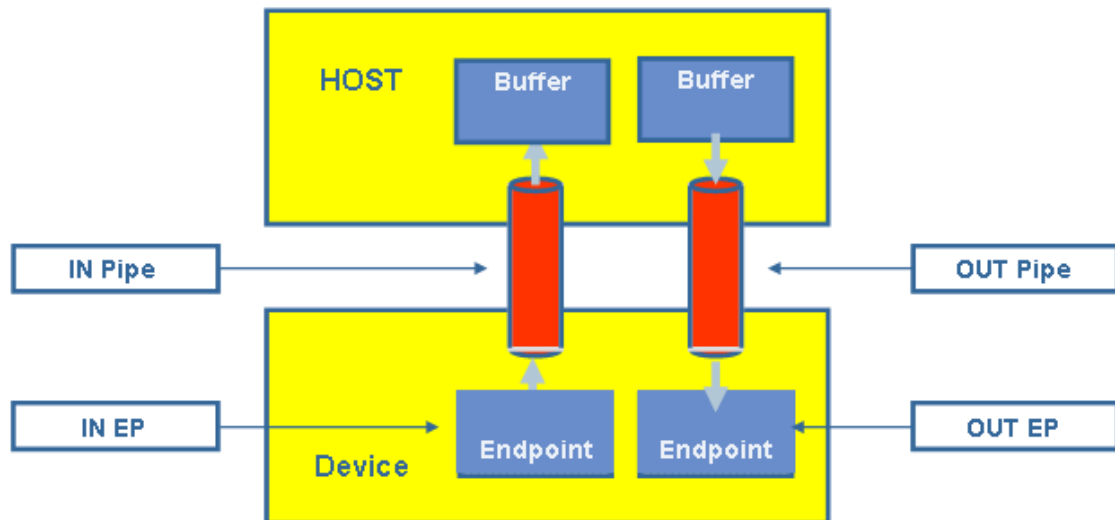 HOST
Buffer
Buffer
IN Pipe
OUT Pipe
IN EP
OUT EP
Endpoint
Endpoint
Device